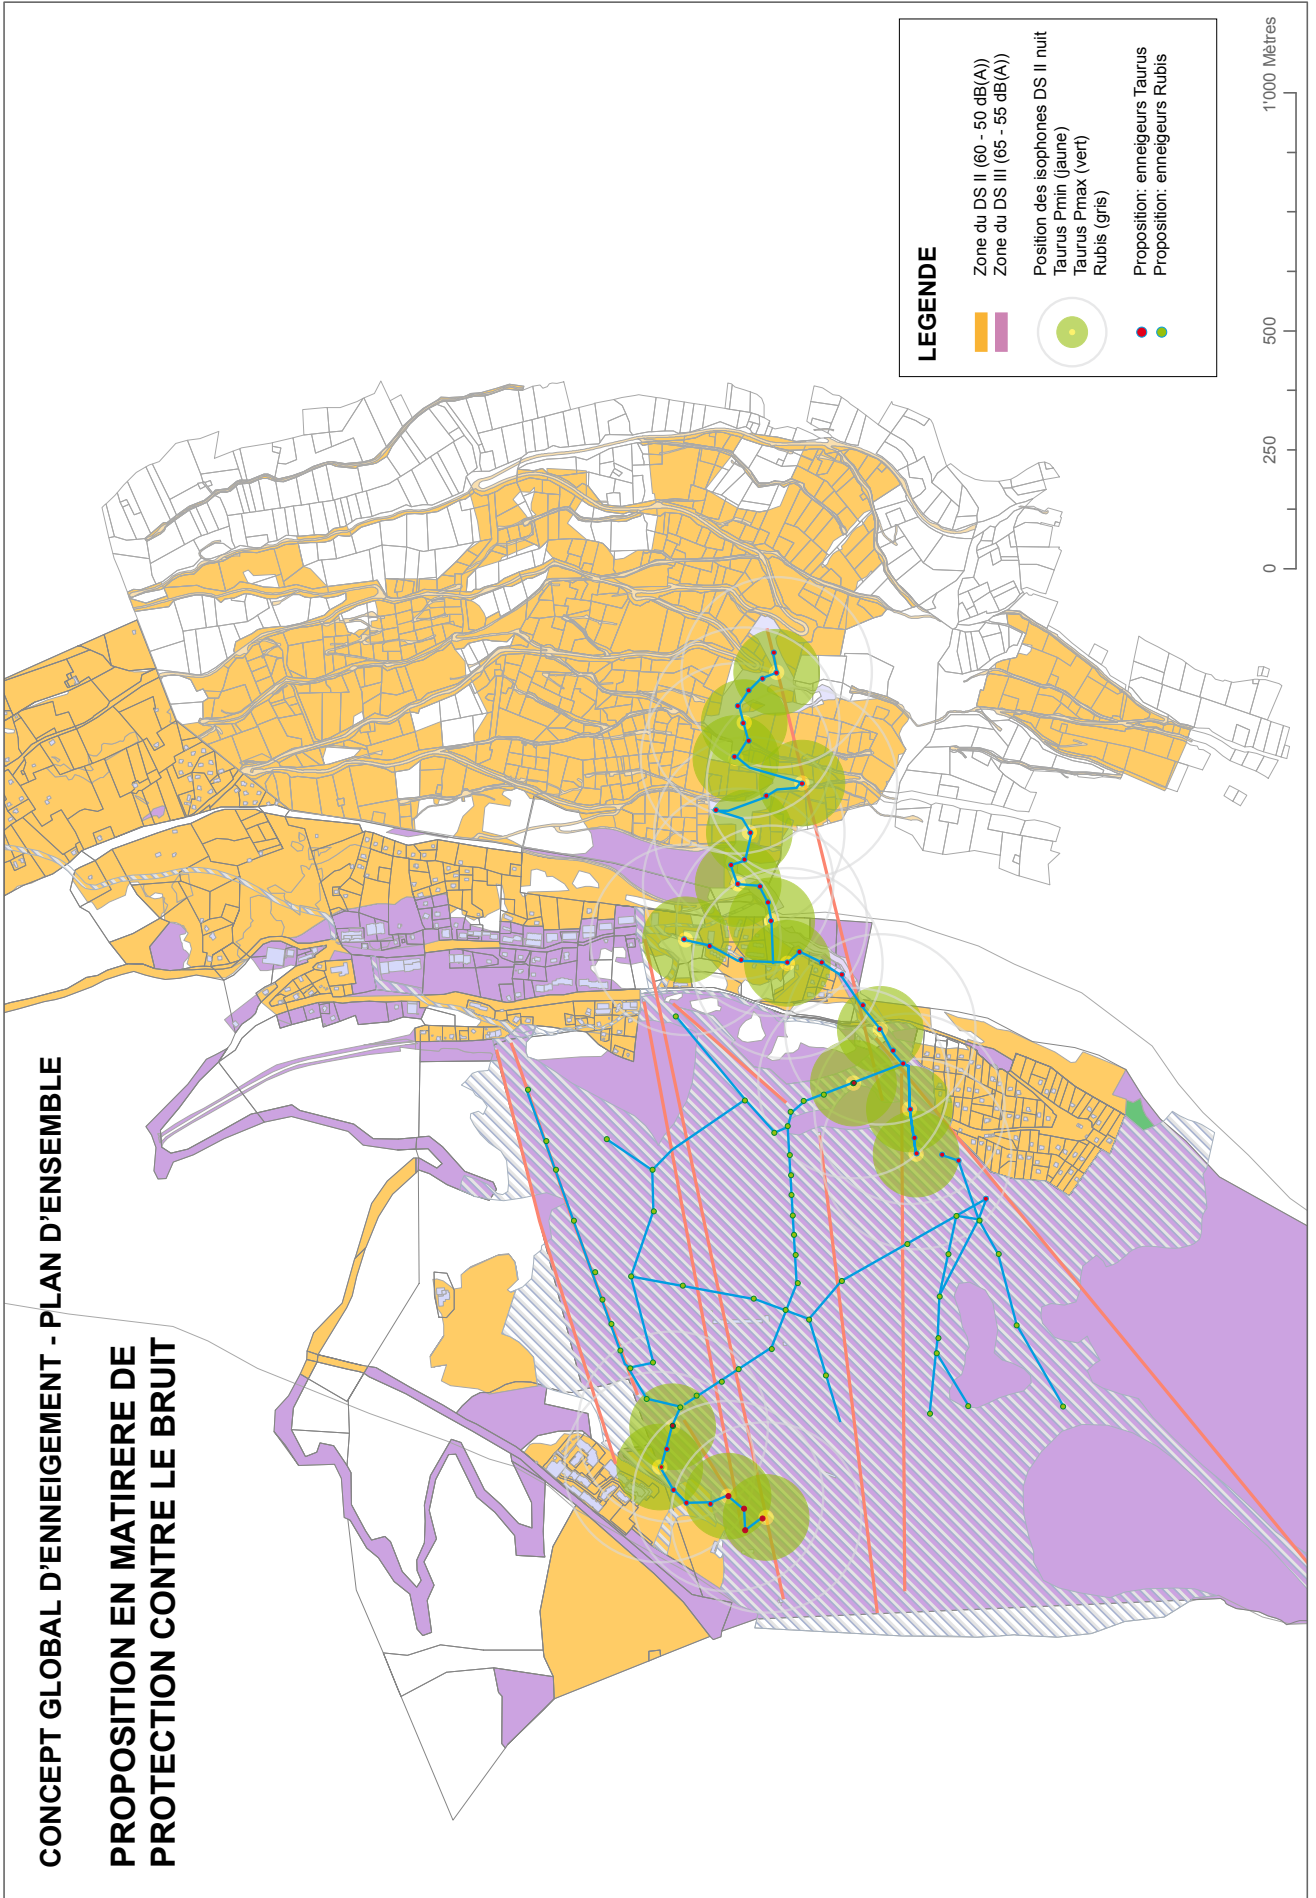 CONCEPT GLOBAL D'ENNEIGEMENT - PLAN D'ENSEMBLE
PROPOSITION EN MATIRERE DE
PROTECTION CONTRE LE BRUIT
LEGENDE
Zone du DS II (60 - 50 dB(A))
Zone du DS III (65 - 55 dB(A))
Position des isophones DS II nuit
Taurus Pmin (jaune)
Taurus Pmax (vert)
Rubis (gris)
Proposition: enneigeurs Taurus
Proposition: enneigeurs Rubis
0 250 500 1'000 Mètres